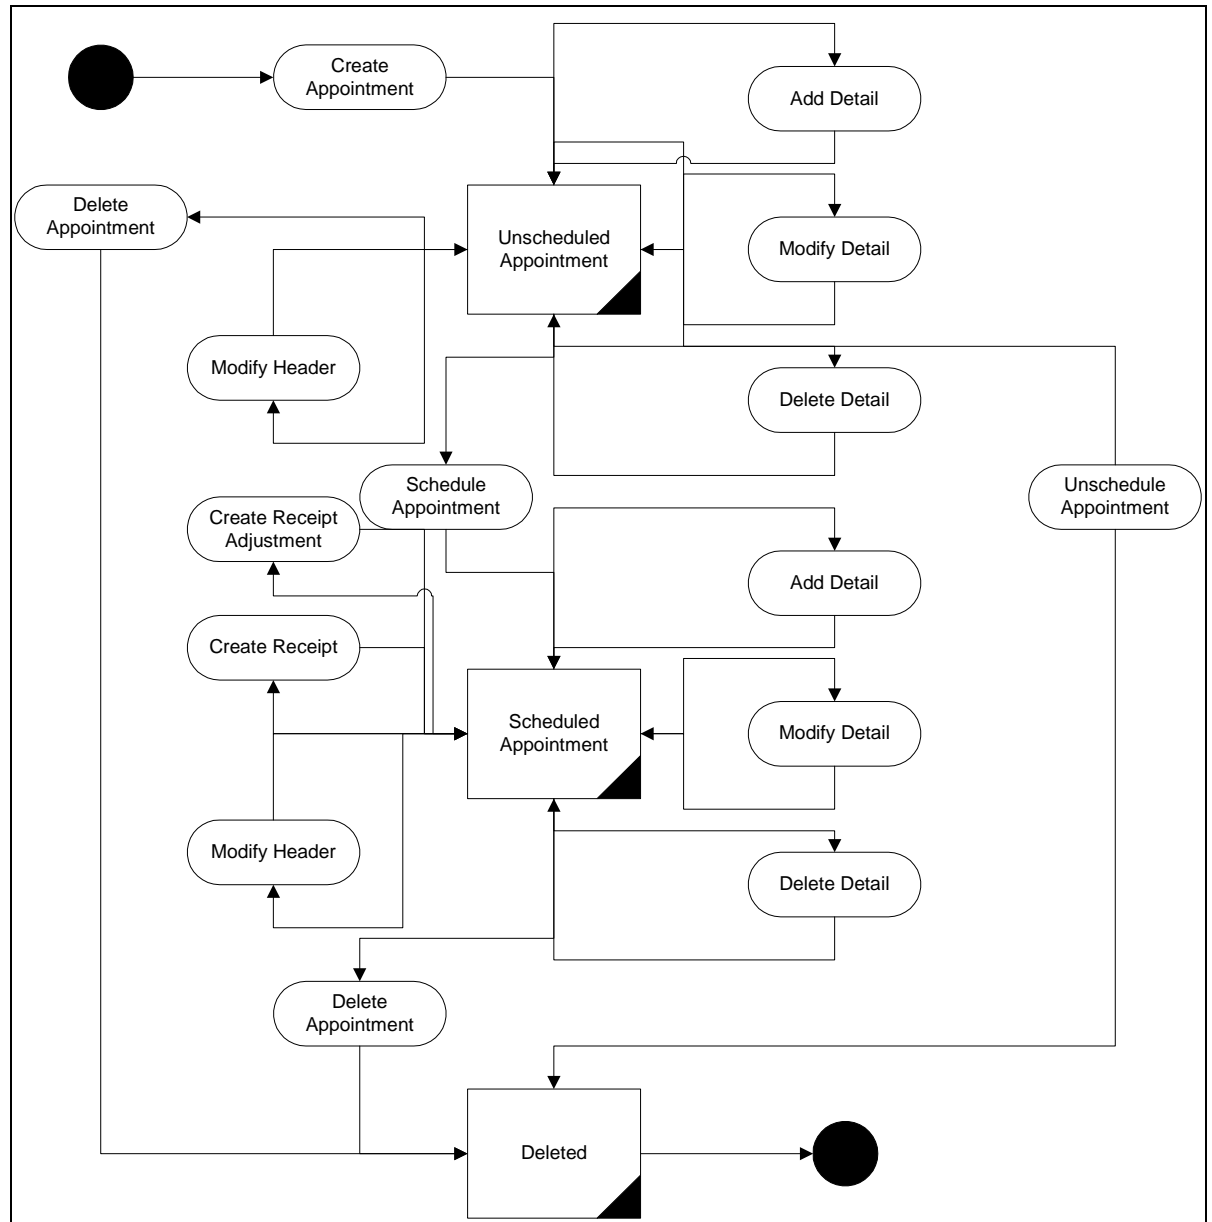 Create
Appointment
Add Detail
Delete
Appointment
Unscheduled
Appointment
Modify Detail
Modify Header
Delete Detail
Schedule
Appointment
Unschedule
Appointment
Create Receipt
Adjustment
Add Detail
Create Receipt
Scheduled
Appointment
Modify Detail
Modify Header
Delete Detail
Delete
Appointment
Deleted